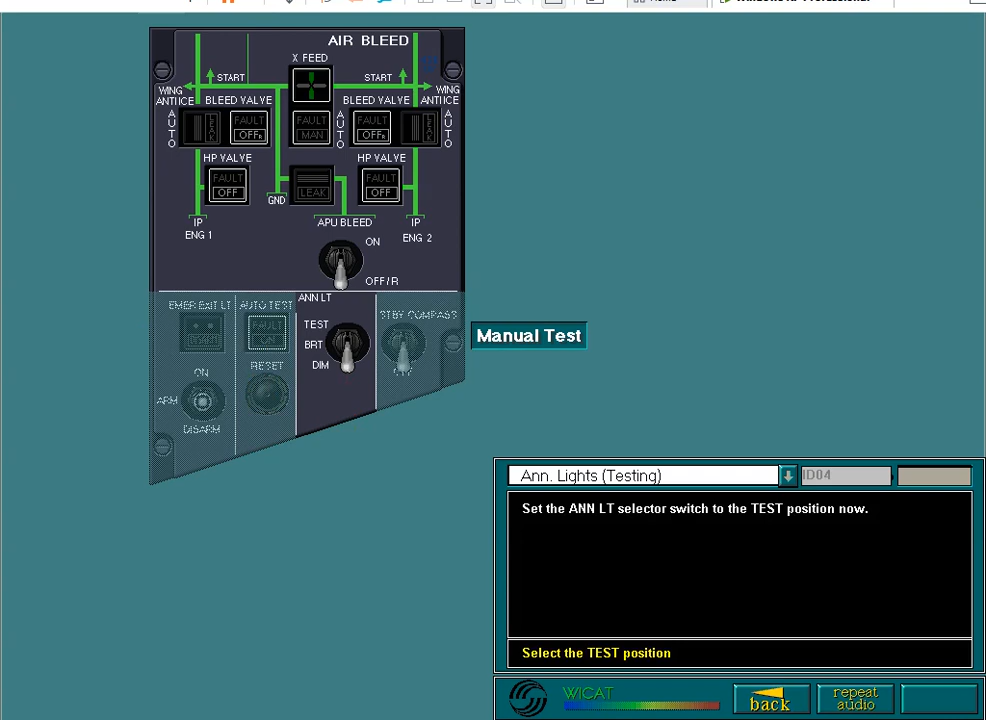 AIR BLEED
X FEED
START
START
WING
ANTI ICE
BLEED VALVE
BLEED VALVE
WING
ANTI ICE
AUTO
LEAK
FAULT
OFF R
FAULT
MAN
AUTO
FAULT
OFF R
LEAK
AUTO
HP VALVE
HP VALVE
FAULT
OFF
LEAK
FAULT
OFF
GND
IP
ENG 1
APU BLEED
IP
ENG 2
ON
OFF/R
EMER EXIT LT
AUTO TEST
ANN LT
STBY COMPASS
DISARM
FAULT
ON
TEST
BRT
DIM
Manual Test
ON
RESET
ARM
DISARM
Ann. Lights (Testing)
ID04
Set the ANN LT selector switch to the TEST position now.
Select the TEST position
WICAT
back
repeat
audio